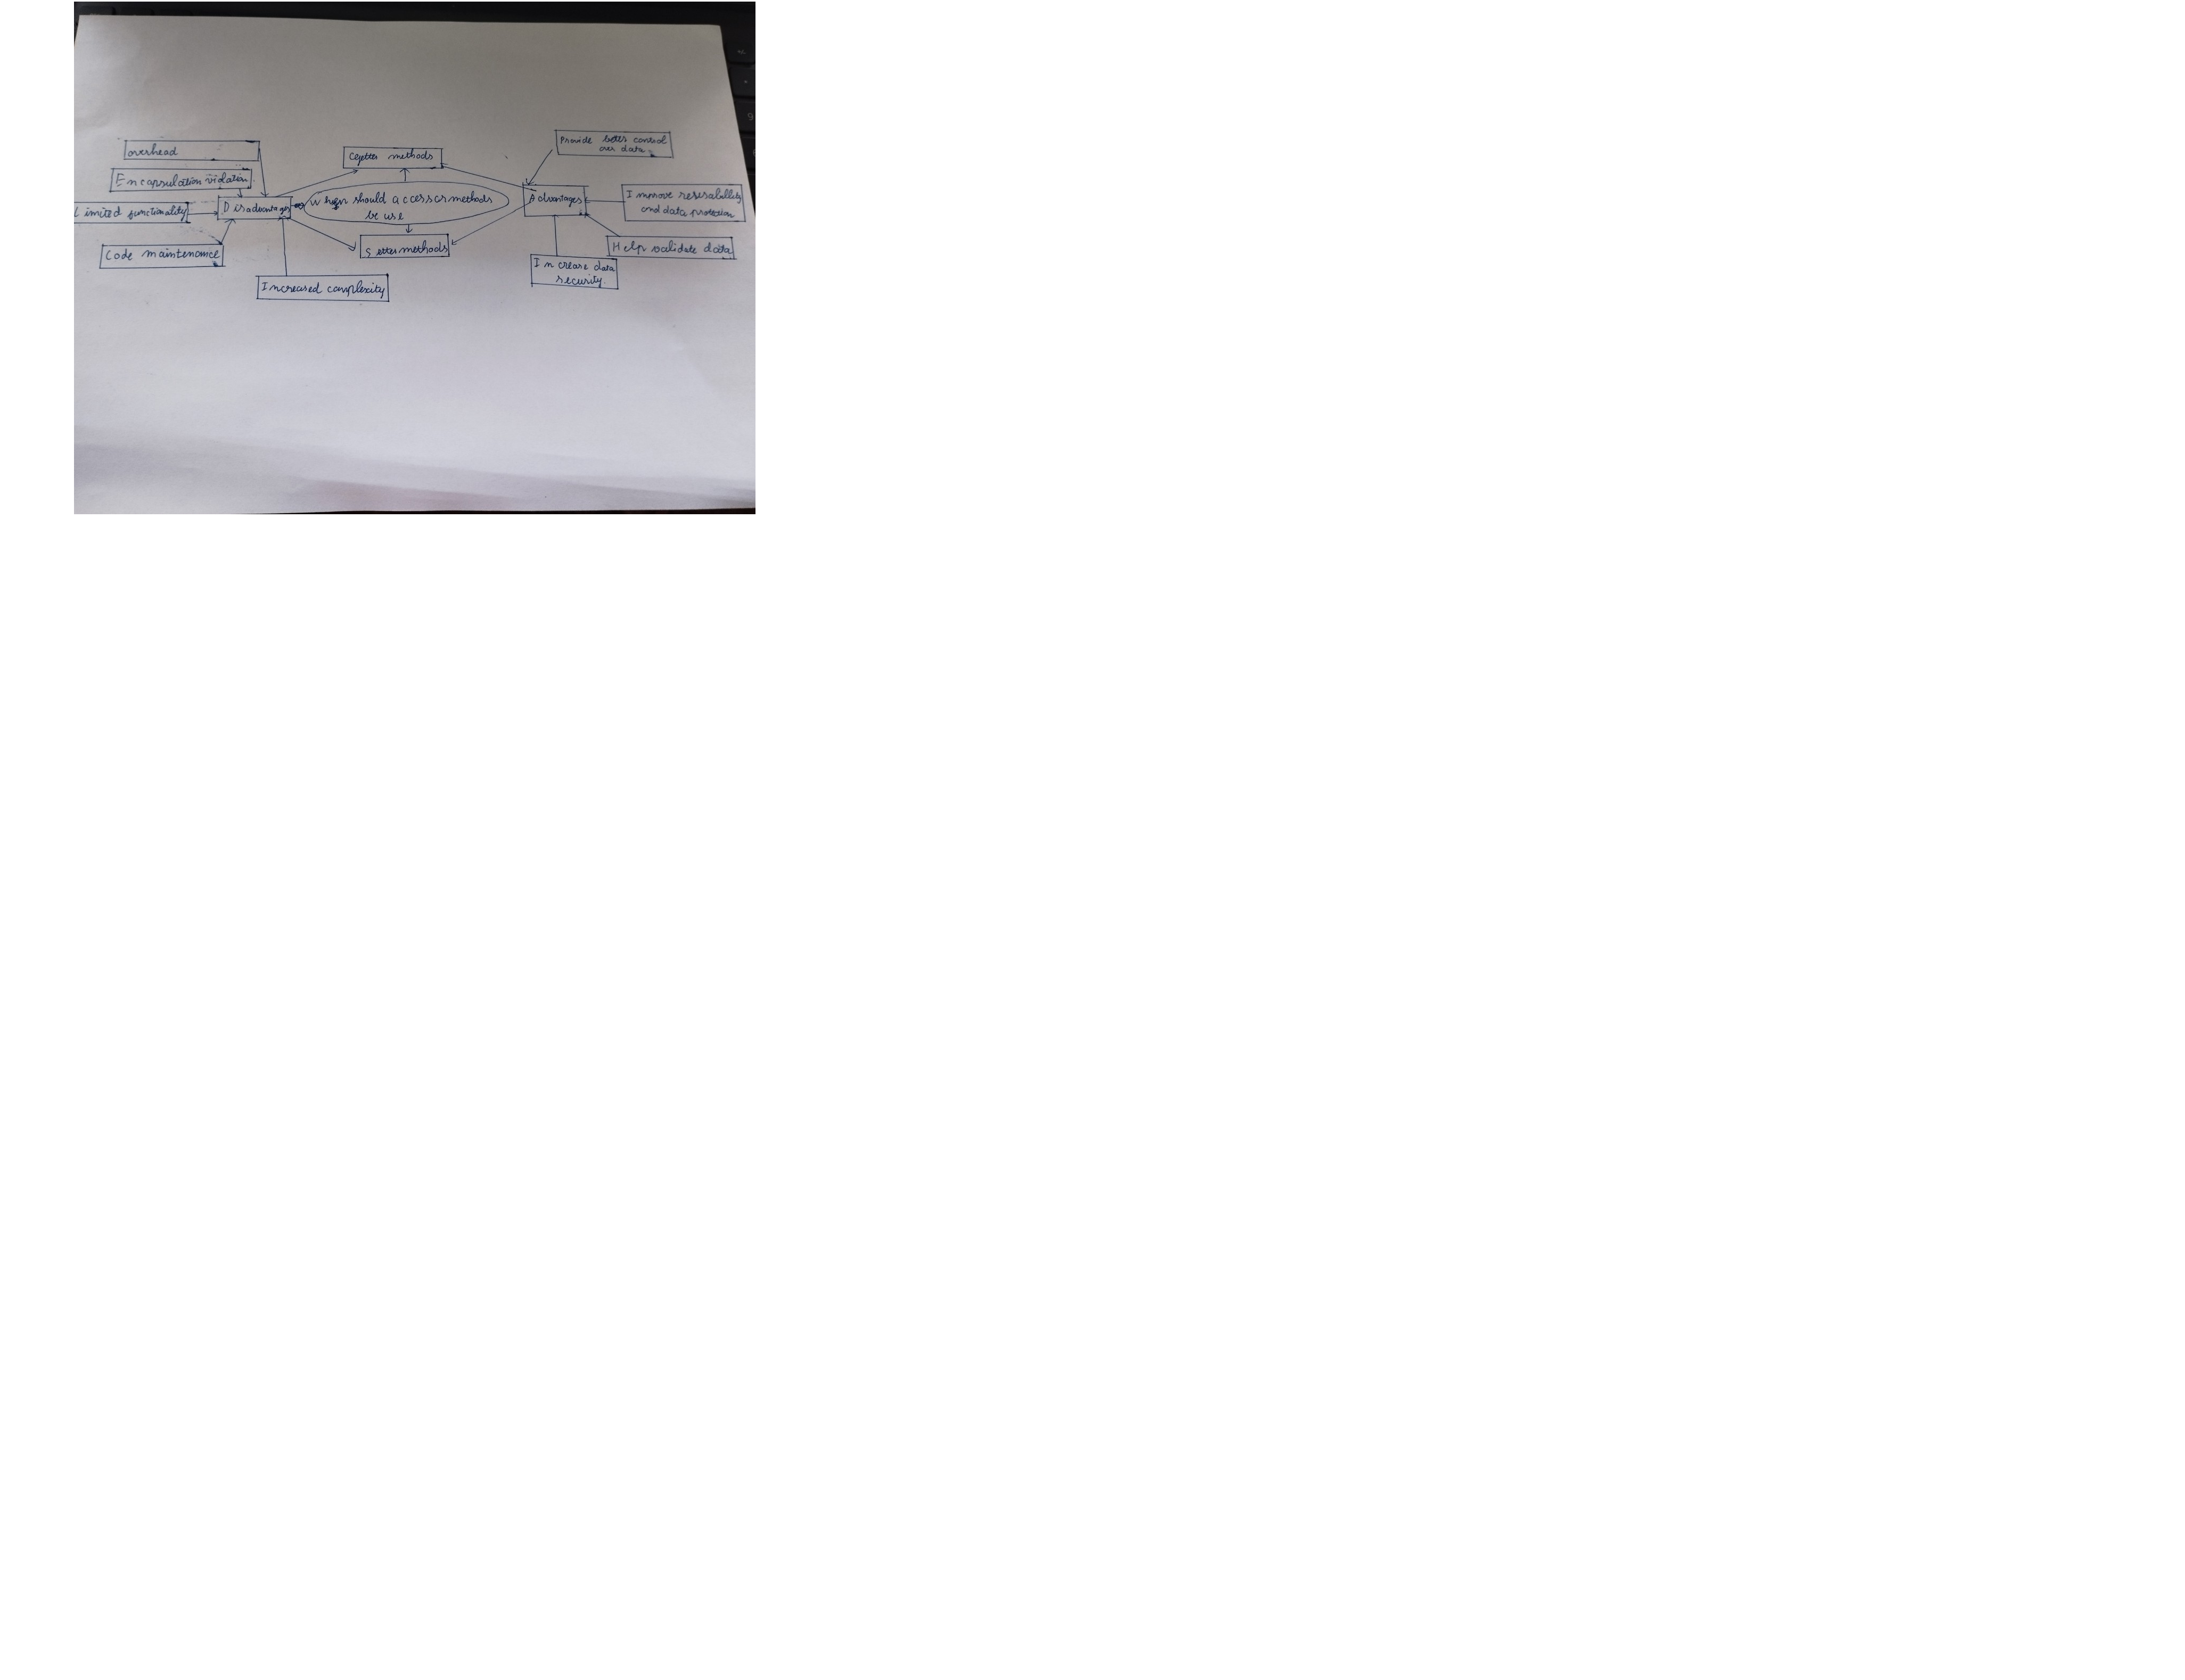 overhead
Encapsulation violation
Limited functionality
Code maintenance
Disadvantages
Increased complexity
Getter methods
When should accessor methods
be use
Setter methods
Advantages
Provide better control
over data
Improve reusability
and data protection
Help validate data
Increase data
security.